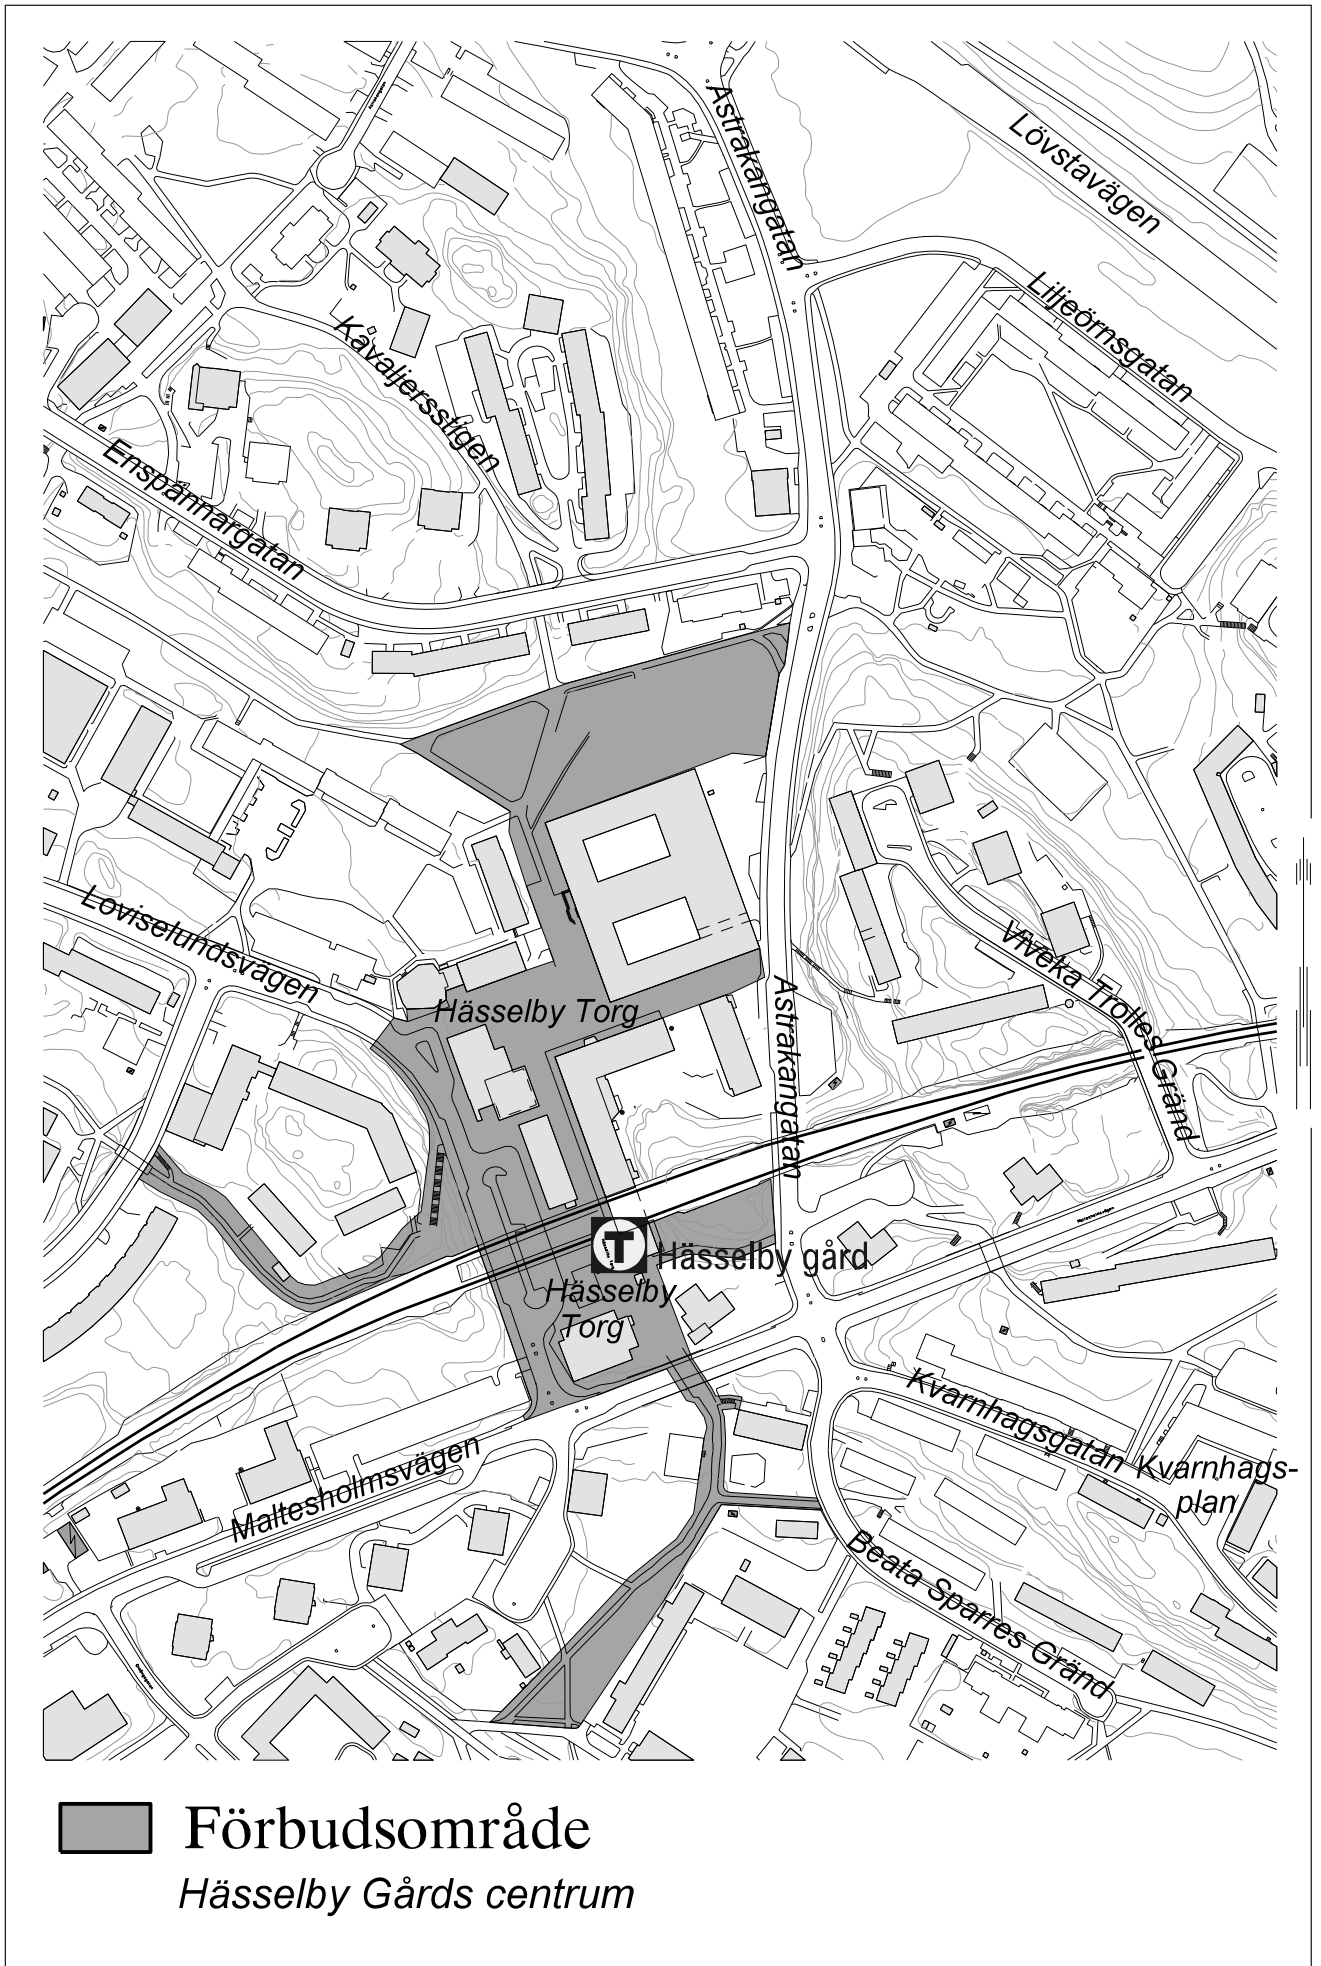 Astrakangatan
Lövstavägen
Liljeörnsgatan
Kavaljersstigen
Enspännargatan
Loviselundsvägen
Hässelby Torg
Viveka Trolles Gränd
Astrakangatan
T
Hässelby gård
Hässelby
Torg
Kvarnhagsgatan
Kvarnhags-
plan
Maltesholmsvägen
Beata Sparres Gränd
Förbudsområde
Hässelby Gårds centrum